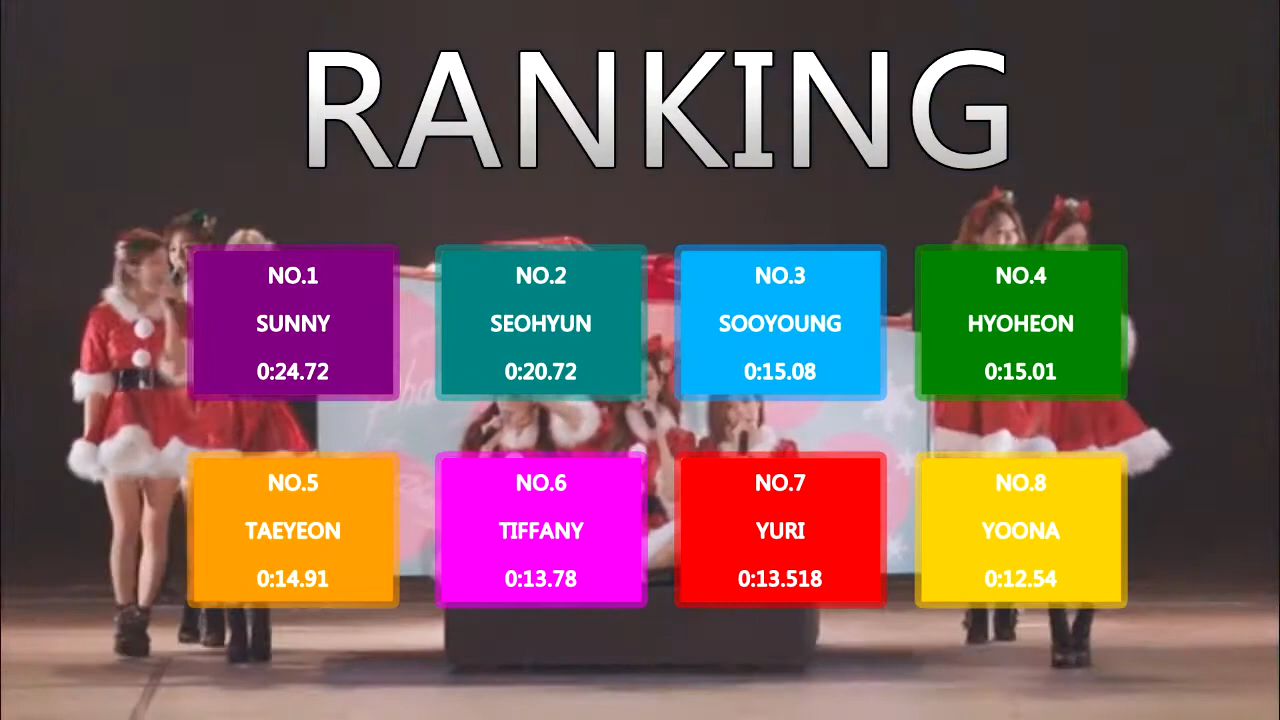 RANKING
NO.1
SUNNY
0:24.72
NO.2
SEOHYUN
0:20.72
NO.3
SOOYOUNG
0:15.08
NO.4
HYOHEON
0:15.01
NO.5
TAEYEON
0:14.91
NO.6
TIFFANY
0:13.78
NO.7
YURI
0:13.518
NO.8
YOONA
0:12.54